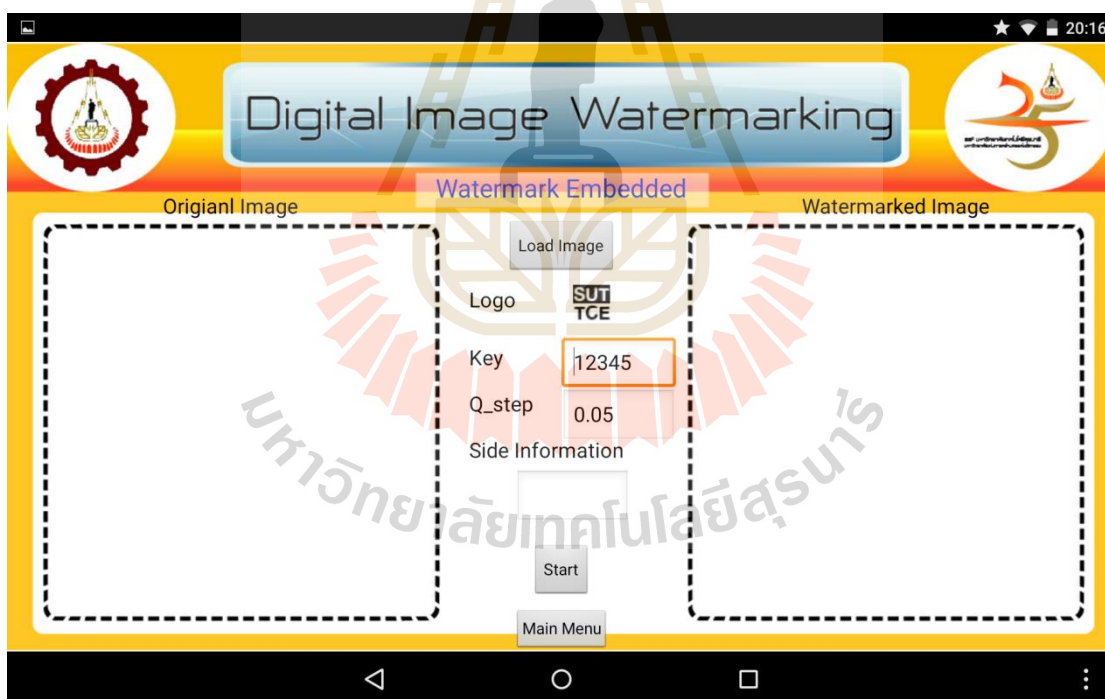 20:16
Digital Image Watermarking
Watermark Embedded
Origianl Image
Watermarked Image
Load Image
Logo
SUT
TCE
Key
12345
Q_step
0.05
Side Information
Start
Main Menu
มหาวิทยาลัยเทคโนโลยีสุรนารี